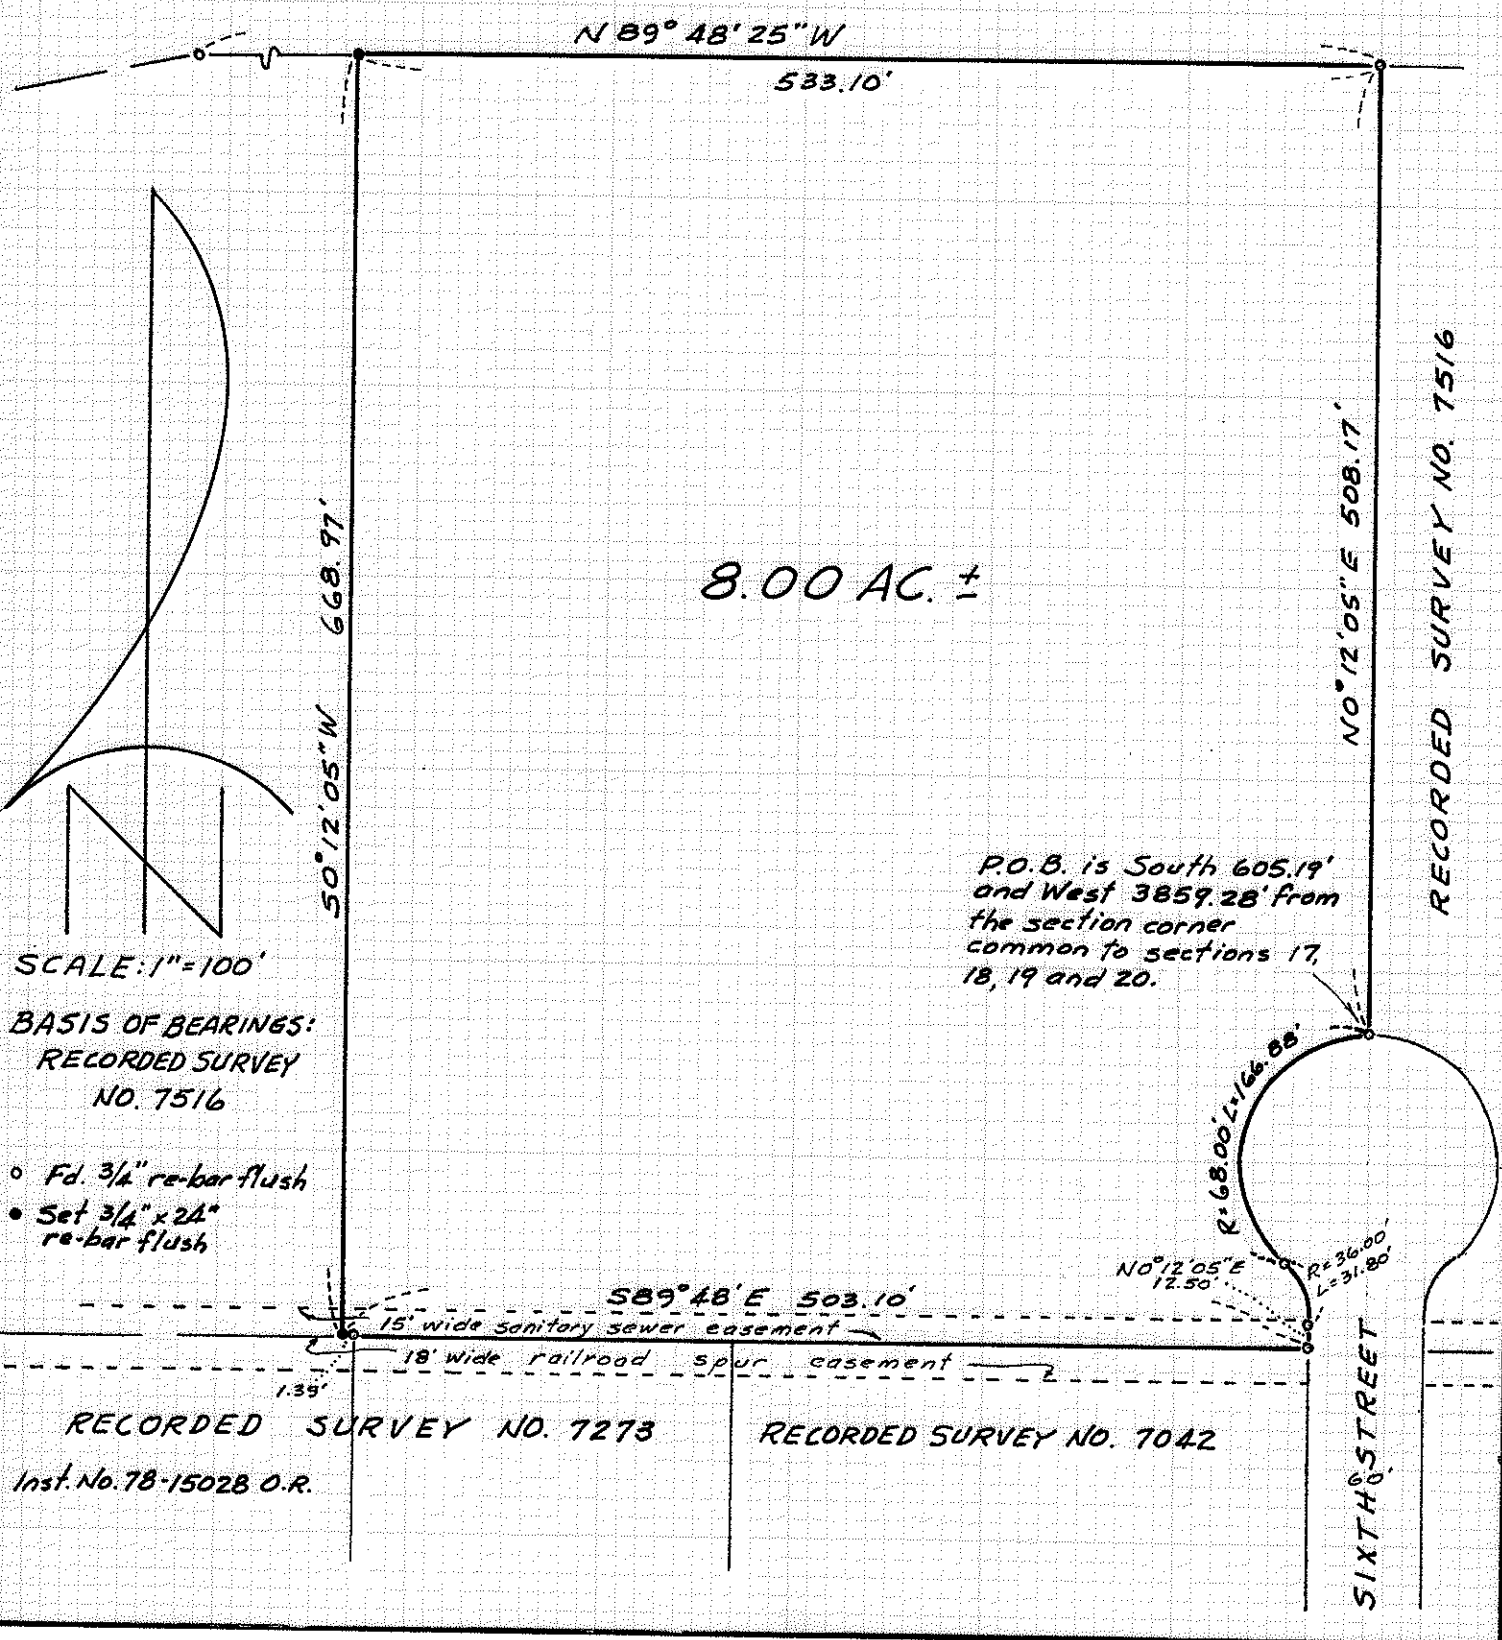 N 89° 48' 25" W
533.10'
S0° 12' 05" W 668.97'
N0° 12' 05" E 508.17'
RECORDED SURVEY NO. 7516
8.00 AC. ±
P.O.B. is South 605.19'
and West 3859.28' from
the section corner
common to sections 17,
18, 19 and 20.
N
SCALE: 1" = 100'
BASIS OF BEARINGS:
RECORDED SURVEY
NO. 7516
Fd. 3/4" re-bar flush
Set 3/4" x 24"
re-bar flush
R=68.00' L=166.88'
N0° 12' 05" E
12.50'
R=36.00'
L=31.80'
S89° 48' E 503.10'
15' wide sanitary sewer easement
18' wide railroad spur easement
RECORDED SURVEY NO. 7273
RECORDED SURVEY NO. 7042
Inst. No. 78-15028 O.R.
SIXTH STREET
60'